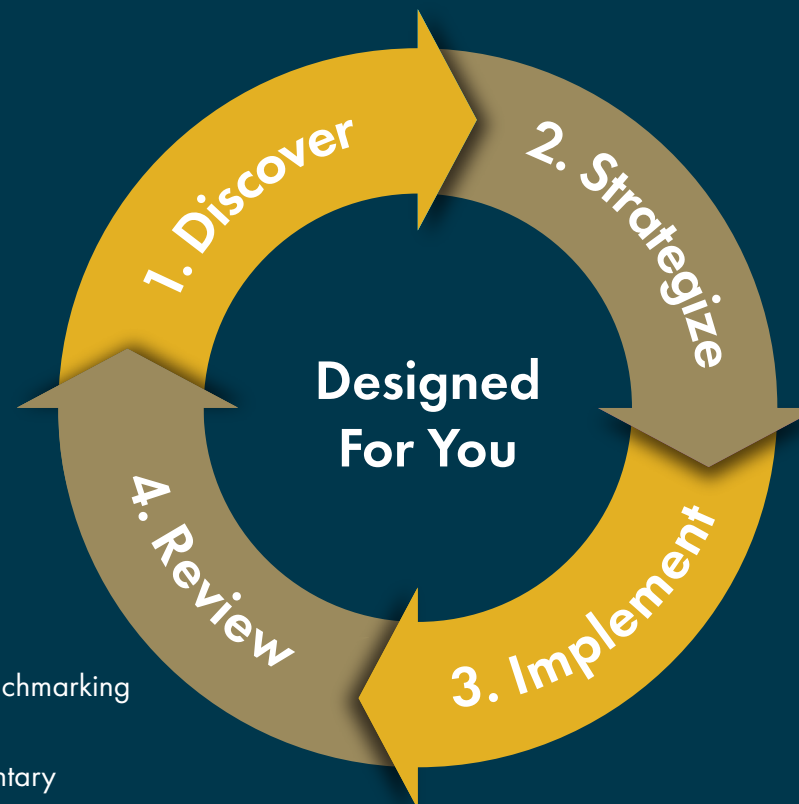 1. Discover
2. Strategize
Designed
For You
3. Implement
4. Review
chmarking
ntary